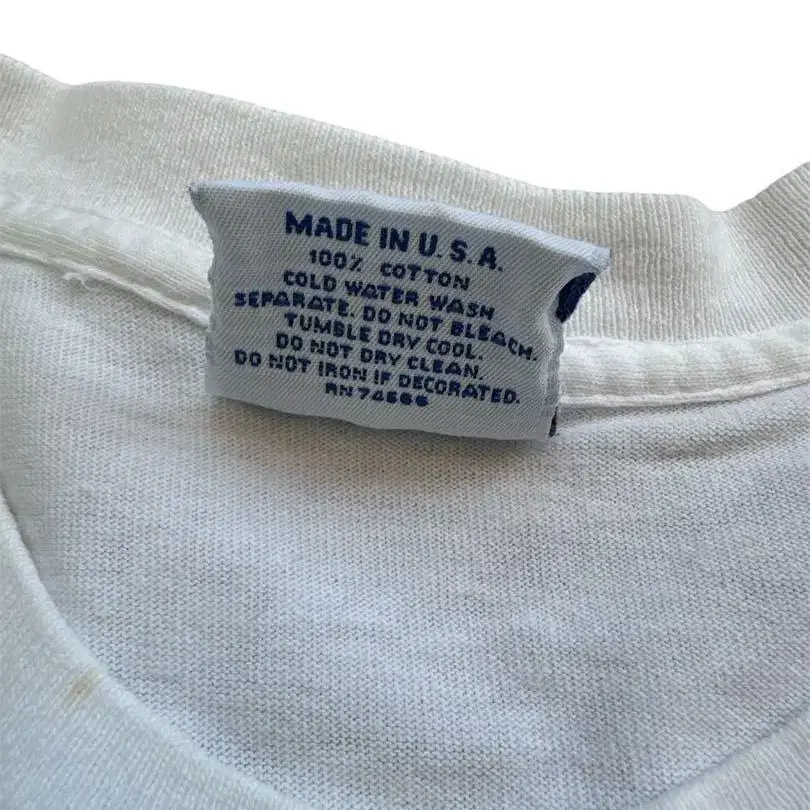 MADE IN U.S.A.
100% COTTON
COLD WATER WASH
SEPARATE. DO NOT BLEACH.
TUMBLE DRY COOL.
DO NOT DRY CLEAN.
DO NOT IRON IF DECORATED.